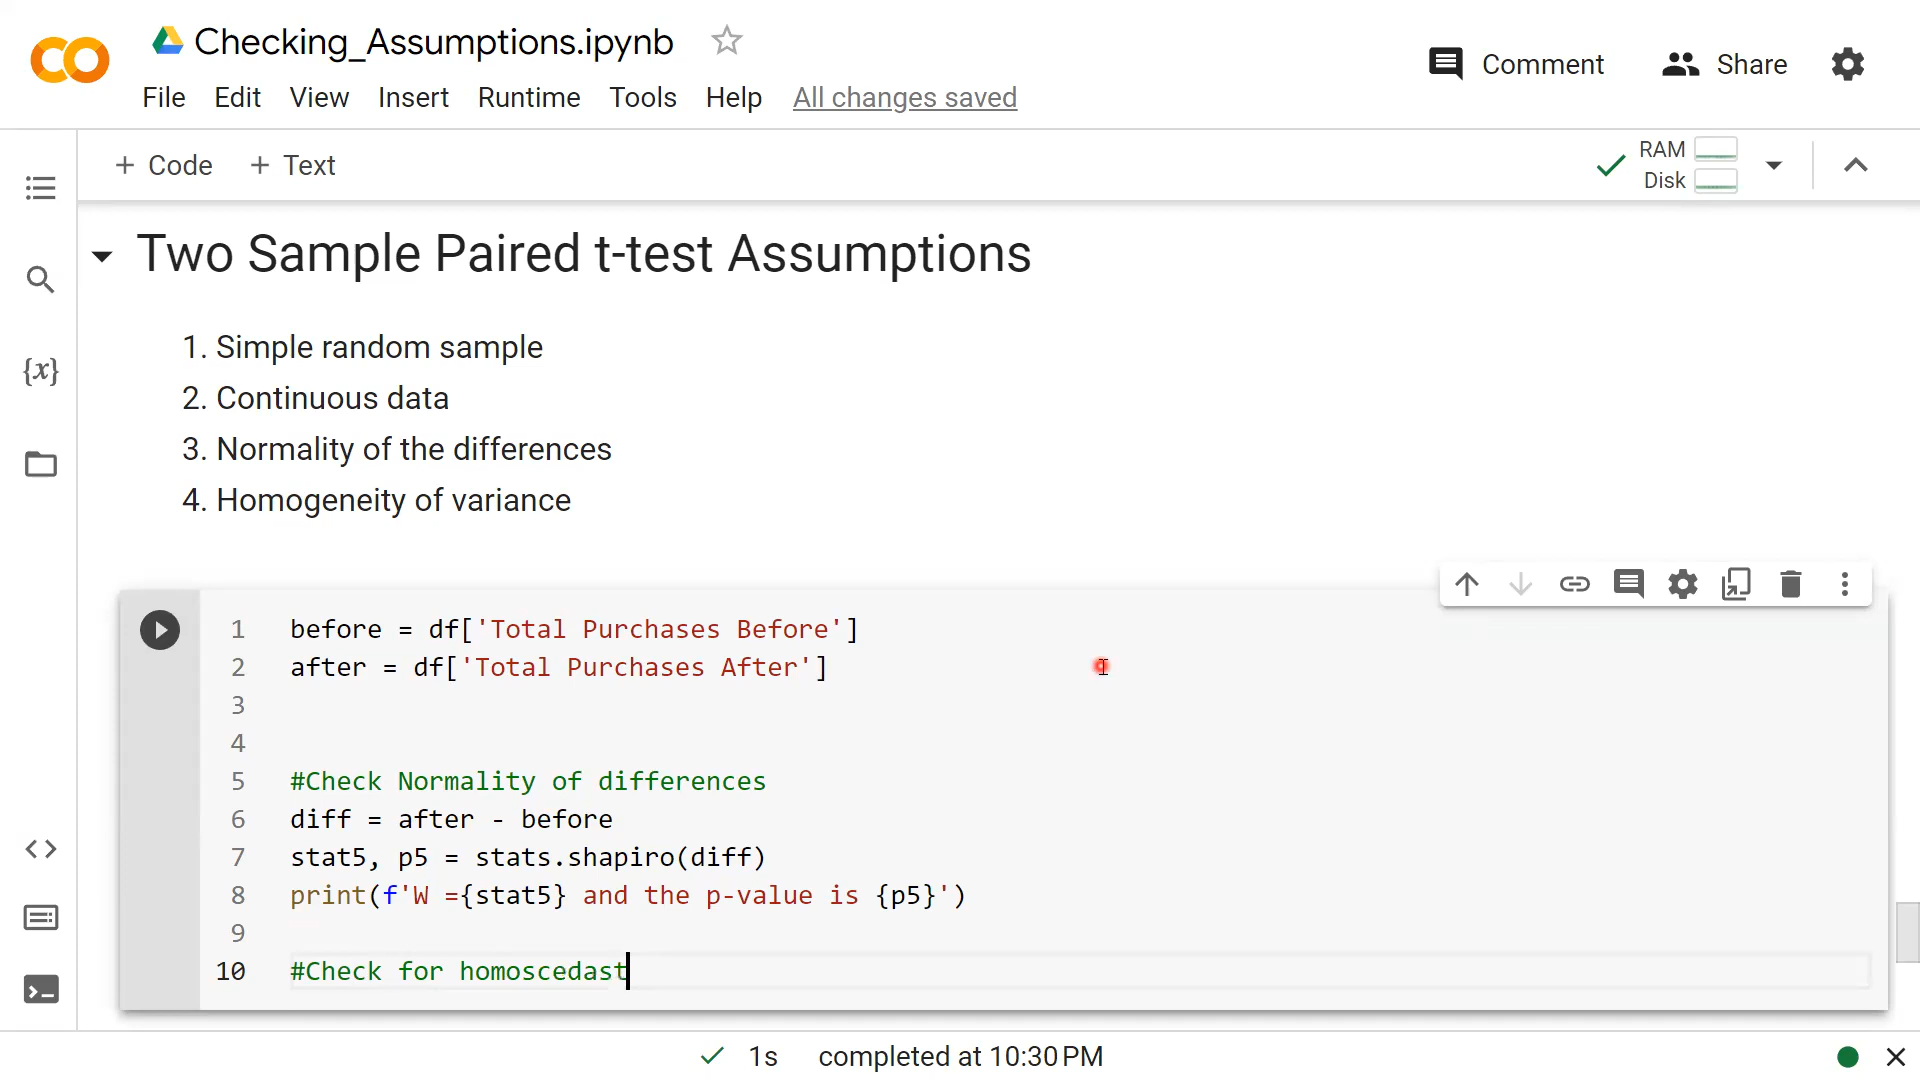 Checking_Assumptions.ipynb
Comment
Share
File Edit View Insert Runtime Tools Help All changes saved
+ Code + Text
RAM
Disk
Two Sample Paired t-test Assumptions
1. Simple random sample
2. Continuous data
3. Normality of the differences
4. Homogeneity of variance
{x}
1 before = df['Total Purchases Before']
2 after = df['Total Purchases After']
3
4
5 #Check Normality of differences
6 diff = after - before
7 stat5, p5 = stats.shapiro(diff)
8 print(f'W ={stat5} and the p-value is {p5}')
9
10 #Check for homoscedast
1s completed at 10:30 PM